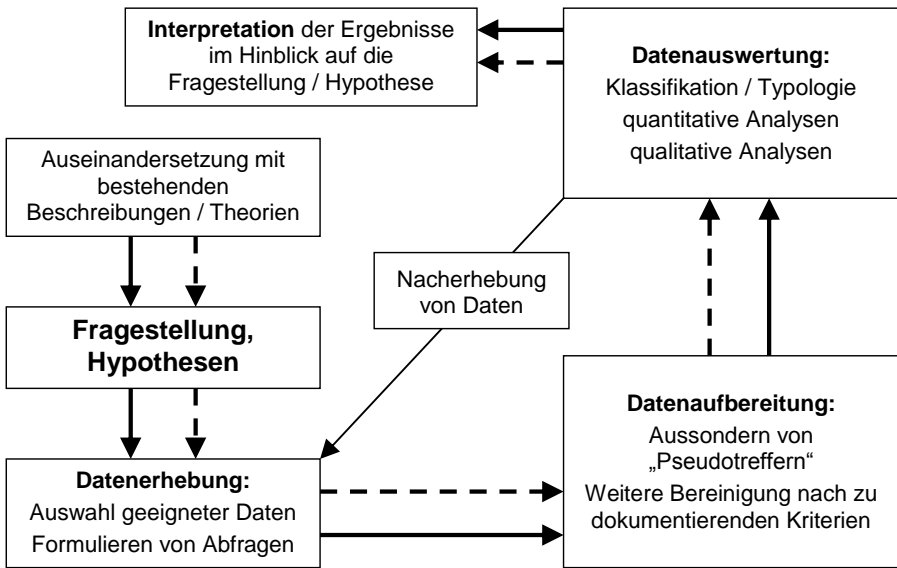 Interpretation der Ergebnisse
im Hinblick auf die
Fragestellung / Hypothese
Datenauswertung:
Klassifikation / Typologie
quantitative Analysen
qualitative Analysen
Auseinandersetzung mit
bestehenden
Beschreibungen / Theorien
Nacherhebung
von Daten
Fragestellung,
Hypothesen
Datenaufbereitung:
Aussondern von
„Pseudotreffern“
Weitere Bereinigung nach zu
dokumentierenden Kriterien
Datenerhebung:
Auswahl geeigneter Daten
Formulieren von Abfragen